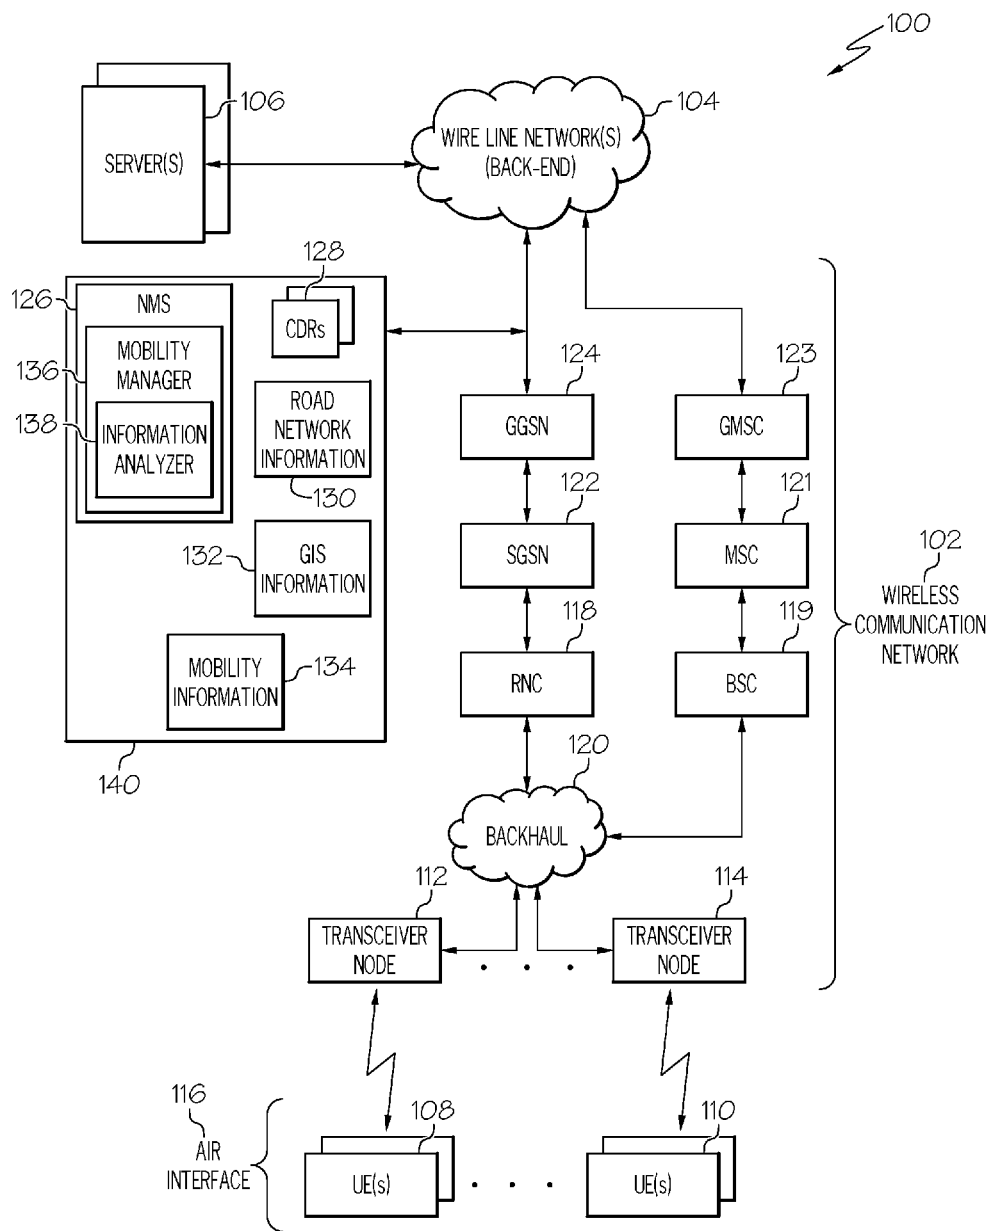 100
106
SERVER(S)
104
WIRE LINE NETWORK(S)
(BACK-END)
126
NMS
128
CDRs
136
MOBILITY
MANAGER
138
INFORMATION
ANALYZER
ROAD
NETWORK
INFORMATION
130
132
GIS
INFORMATION
MOBILITY
INFORMATION
134
140
124
GGSN
123
GMSC
122
SGSN
121
MSC
118
RNC
119
BSC
102
WIRELESS
COMMUNICATION
NETWORK
120
BACKHAUL
112
TRANSCEIVER
NODE
. . .
114
TRANSCEIVER
NODE
116
AIR
INTERFACE
108
UE(s)
. . .
110
UE(s)